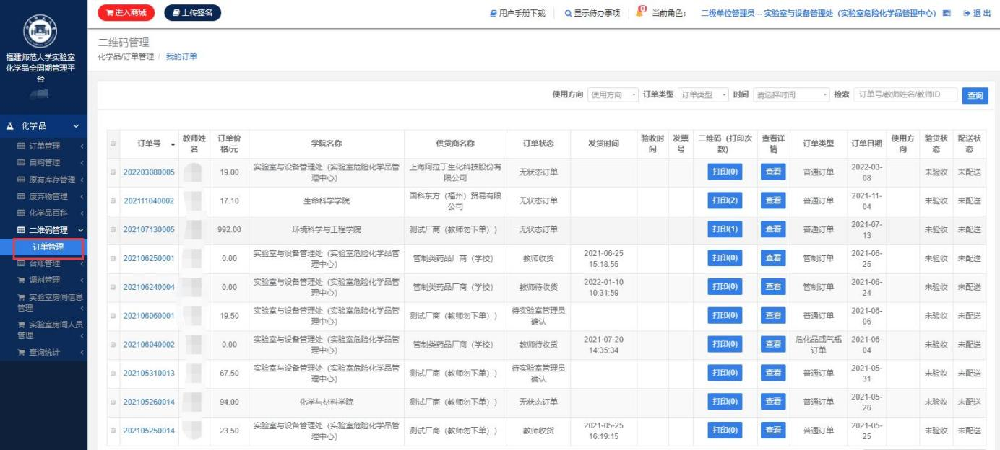 进入商城
上传签名
用户手册下载
显示待办事项
0
当前角色:
二级单位管理员 -- 实验室与设备管理处（实验室危险化学品管理中心）
退 出
福建师范大学实验室
化学品全周期管理平
台
化学品
订单管理
自购管理
原有库存管理
废弃物管理
化学品百科
二维码管理
订单管理
台账管理
调剂管理
实验室房间信息
管理
实验室房间人员
管理
查询统计
二维码管理
化学品/订单管理 / 我的订单
使用方向 使用方向 订单类型 订单类型 时间 请选择时间 检索 订单号/教师姓名/教师ID 查询
订单号 教师姓名 订单价格/元 学院名称 供货商名称 订单状态 发货时间 验收时间 发票号 二维码（打印次数） 查看详情 订单类型 订单日期 使用方向 验货状态 配送状态
202203080005 19.00 实验室与设备管理处（实验室危险化学品管理中心） 上海阿拉丁生化科技股份有限公司 无状态订单 打印(0) 查看 普通订单 2022-03-08 未验收 未配送
202111040002 17.10 生命科学学院 国科东方（福州）贸易有限公司 无状态订单 打印(2) 查看 普通订单 2021-11-04 未验收 未配送
202107130005 992.00 环境科学与工程学院 测试厂商（教师勿下单）） 无状态订单 打印(1) 查看 普通订单 2021-07-13 未验收 未配送
202106250001 0.00 实验室与设备管理处（实验室危险化学品管理中心） 管制类药品厂商（学校） 教师收货 2021-06-25 15:18:55 打印(0) 查看 管制订单 2021-06-25 未验收 未配送
202106240004 0.00 实验室与设备管理处（实验室危险化学品管理中心） 管制类药品厂商（学校） 教师待收货 2022-01-10 10:31:59 打印(0) 查看 管制订单 2021-06-24 未验收 未配送
202106060001 19.50 实验室与设备管理处（实验室危险化学品管理中心） 测试厂商（教师勿下单）） 待实验室管理员确认 打印(0) 查看 普通订单 2021-06-06 未验收 未配送
202106040002 0.00 实验室与设备管理处（实验室危险化学品管理中心） 管制类药品厂商（学校） 教师待收货 2021-07-20 14:35:34 打印(0) 查看 危化品或气瓶订单 2021-06-04 未验收 未配送
202105310013 67.50 实验室与设备管理处（实验室危险化学品管理中心） 测试厂商（教师勿下单）） 待实验室管理员确认 打印(0) 查看 普通订单 2021-05-31 未验收 未配送
202105260014 94.00 化学与材料学院 测试厂商（教师勿下单）） 无状态订单 打印(0) 查看 普通订单 2021-05-26 未验收 未配送
202105250014 23.50 实验室与设备管理处（实验室危险化学品管理中心） 测试厂商（教师勿下单）） 教师收货 2021-05-25 16:19:15 打印(0) 查看 普通订单 2021-05-25 未验收 未配送